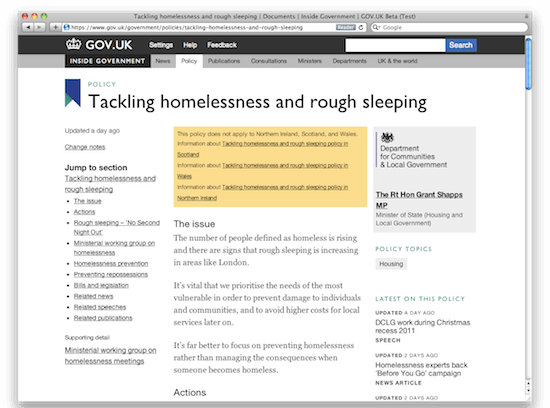 Tackling homelessness and rough sleeping | Documents | Inside Government | GOV.UK Beta (Test)
https://www.gov.uk/government/policies/tackling-homelessness-and-rough-sleeping
Reader
Google
GOV.UK
Settings
Help
Feedback
Search
INSIDE GOVERNMENT
News
Policy
Publications
Consultations
Ministers
Departments
UK & the world
POLICY
Tackling homelessness and rough sleeping
Updated a day ago
Change notes
Jump to section
Tackling homelessness and
rough sleeping
• The issue
• Actions
• Rough sleeping – 'No Second
Night Out'
• Ministerial working group on
homelessness
• Homelessness prevention
• Preventing repossessions
• Bills and legislation
• Related news
• Related speeches
• Related publications
Supporting detail
Ministerial working group on
homelessness meetings
This policy does not apply to Northern Ireland, Scotland, and Wales.
Information about Tackling homelessness and rough sleeping policy in
Scotland
Information about Tackling homelessness and rough sleeping policy in
Wales
Information about Tackling homelessness and rough sleeping policy in
Northern Ireland
The issue
The number of people defined as homeless is rising
and there are signs that rough sleeping is increasing
in areas like London.
It's vital that we prioritise the needs of the most
vulnerable in order to prevent damage to individuals
and communities, and to avoid higher costs for local
services later on.
It's far better to focus on preventing homelessness
rather than managing the consequences when
someone becomes homeless.
Actions
Department
for Communities
& Local Government
The Rt Hon Grant Shapps
MP
Minister of State (Housing and
Local Government)
POLICY TOPICS
Housing
LATEST ON THIS POLICY
UPDATED A DAY AGO
DCLG work during Christmas
recess 2011
SPEECH
UPDATED 2 DAYS AGO
Homelessness experts back
'Before You Go' campaign
NEWS ARTICLE
UPDATED 2 DAYS AGO